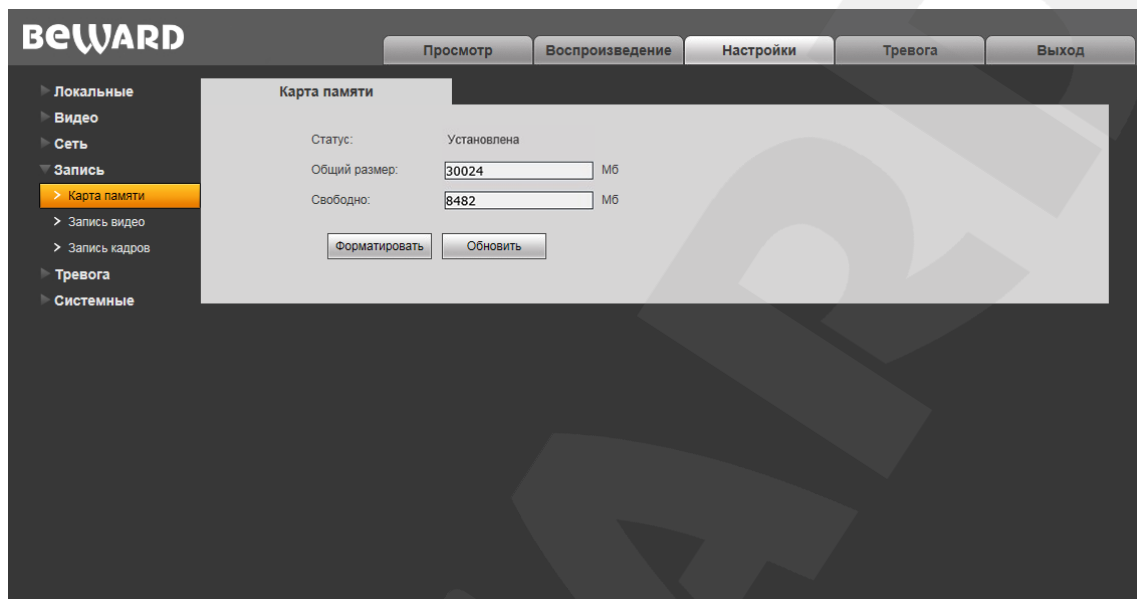 BEWARD
Просмотр Воспроизведение Настройки Тревога Выход
Локальные
Видео
Сеть
Запись
> Карта памяти
> Запись видео
> Запись кадров
Тревога
Системные
Карта памяти
Статус: Установлена
Общий размер: 30024 Мб
Свободно: 8482 Мб
Форматировать Обновить